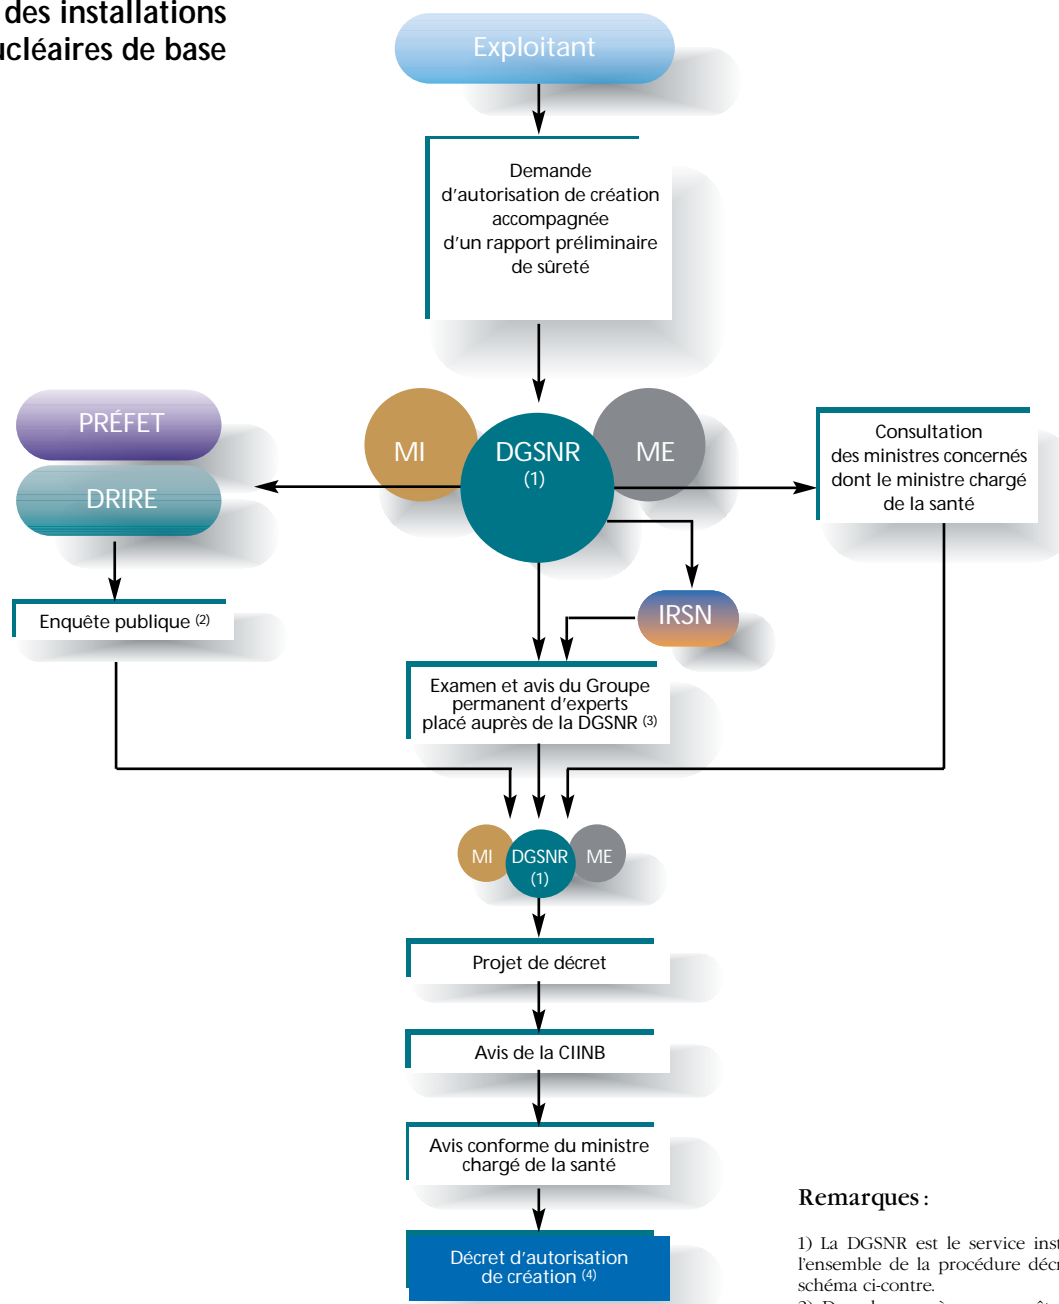 des installations
ucléaires de base
Exploitant
Demande
d'autorisation de création
accompagnée
d'un rapport préliminaire
de sûreté
PRÉFET
DRIRE
MI
DGSNR
(1)
ME
Consultation
des ministres concernés
dont le ministre chargé
de la santé
Enquête publique (2)
IRSN
Examen et avis du Groupe
permanent d'experts
placé auprès de la DGSNR (3)
MI
DGSNR
(1)
ME
Projet de décret
Avis de la CIINB
Avis conforme du ministre
chargé de la santé
Décret d'autorisation
de création (4)
Remarques :
1) La DGSNR est le service inst
l'ensemble de la procédure décr
schéma ci-contre.